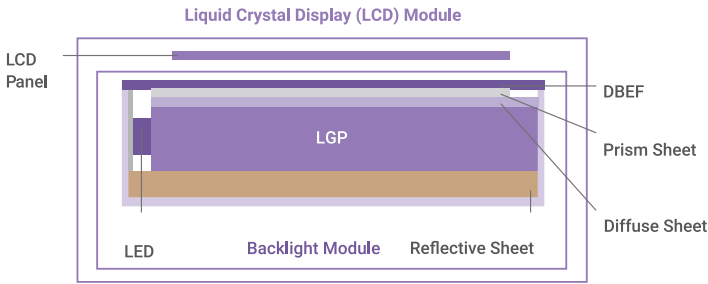 Liquid Crystal Display (LCD) Module
LCD
Panel
DBEF
LGP
Prism Sheet
Diffuse Sheet
LED
Backlight Module
Reflective Sheet